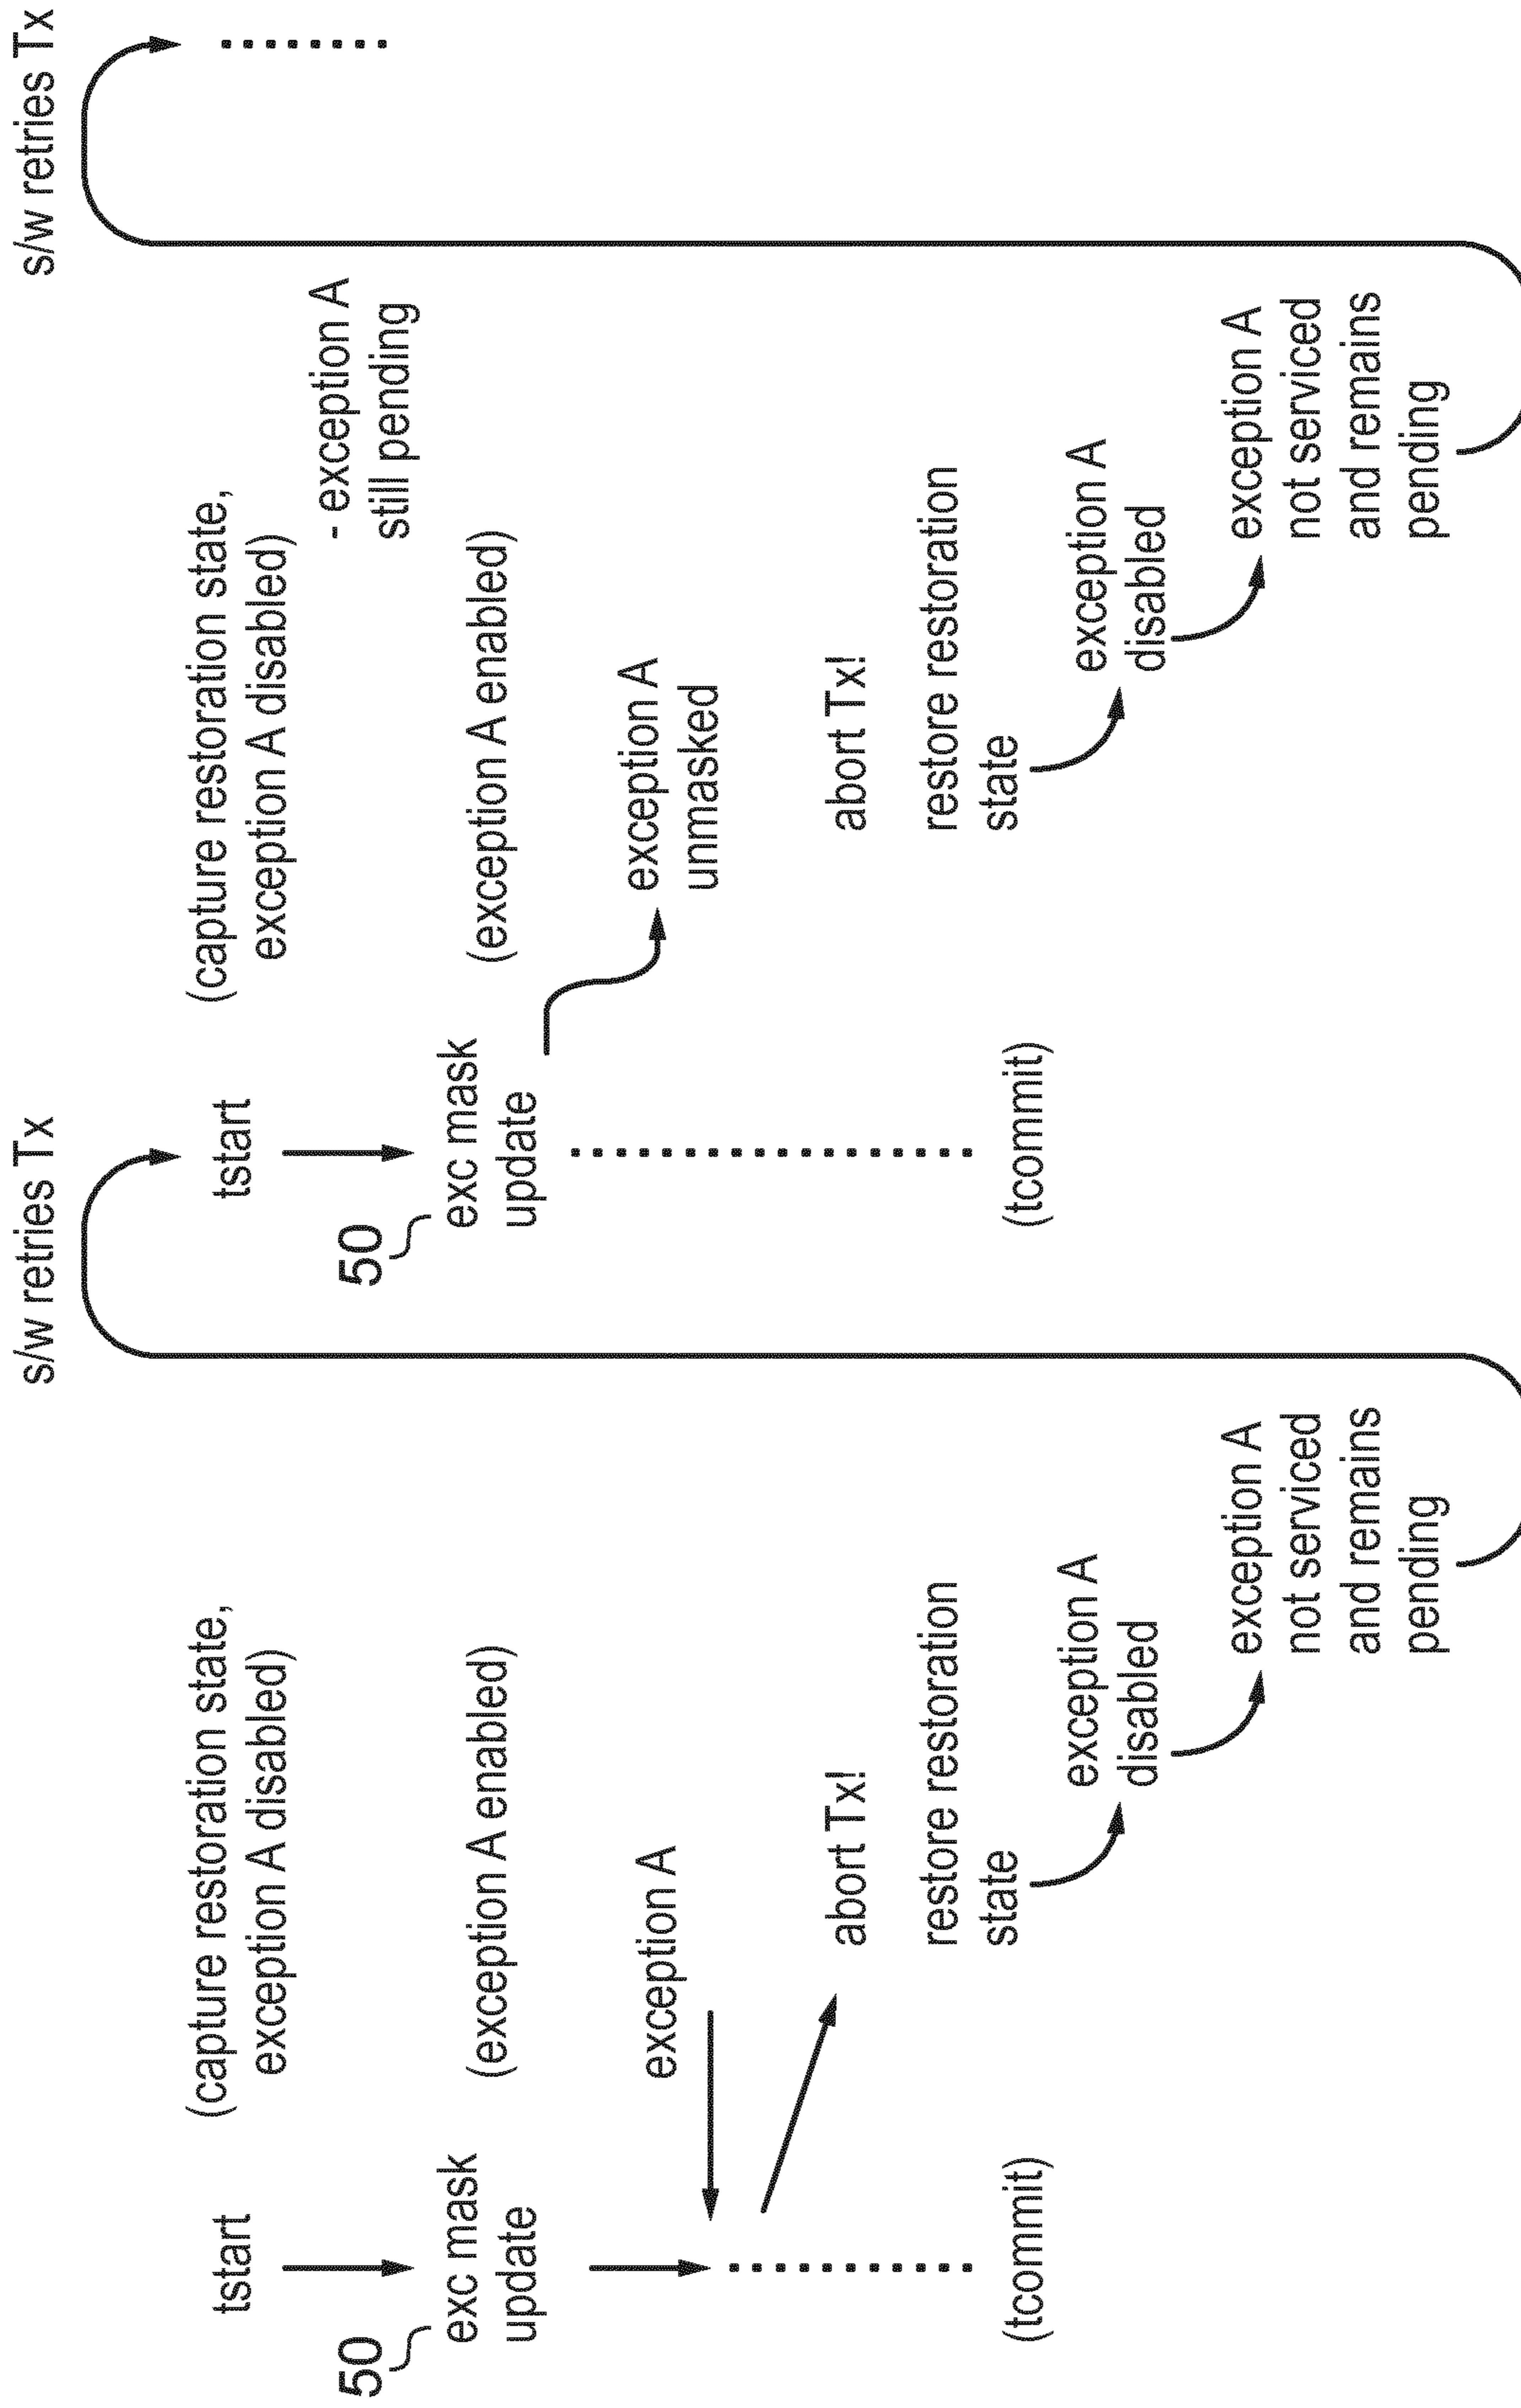 tstart
(capture restoration state,
exception A disabled)
50
exc mask
update
(exception A enabled)
exception A
abort Tx!
(tcommit)
restore restoration
state
exception A
disabled
exception A
not serviced
and remains
pending
s/w retries Tx
tstart
(capture restoration state,
exception A disabled)
- exception A
still pending
50
exc mask
update
(exception A enabled)
exception A
unmasked
abort Tx!
(tcommit)
restore restoration
state
exception A
disabled
exception A
not serviced
and remains
pending
s/w retries Tx